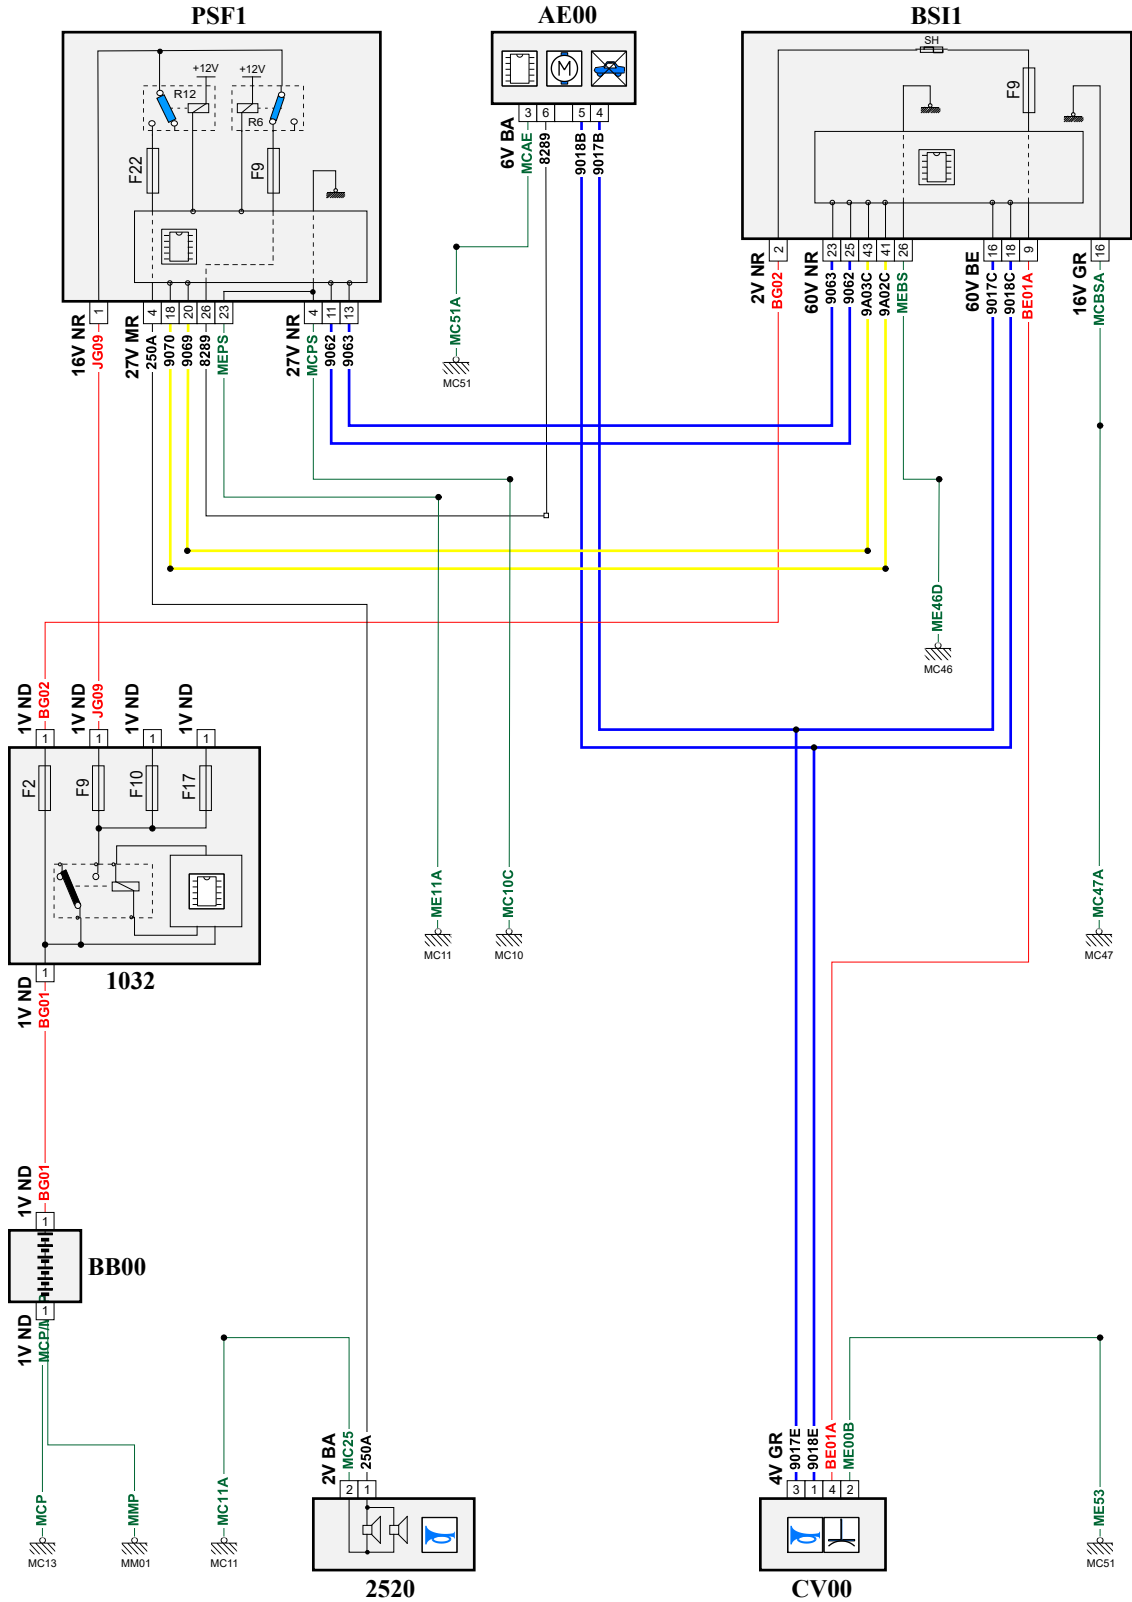 PSF1
AE00
BSI1
SH
+12V
+12V
R12
R6
F22
F9
F9
3 6 5 4
6V BA
MCAE
8289
9018B
9017B
2 23 25 43 41 26 16 18 9 16
2V NR
BG02
60V NR
9063
9062
9A03C
9A02C
MEBS
60V BE
9017C
9018C
BE01A
16V GR
MCBSA
1 4 18 20 26 23 4 11 13
16V NR
JG09
27V MR
250A
9070
9069
8289
MEPS
27V NR
MCPS
9062
9063
MC51A
MC51
ME46D
MC46
1V ND
BG02
1V ND
JG09
1V ND
1V ND
1 1 1 1
F2
F9
F10
F17
ME11A
MC11
MC10C
MC10
MC47A
MC47
1
1032
1V ND
BG01
1V ND
BG01
1
BB00
1
1V ND
MCP
MC13
MMP
MM01
MC11A
MC11
2V BA
MC25
250A
2 1
2520
4V GR
9017E
9018E
BE01A
ME00B
3 1 4 2
CV00
ME53
MC51
M